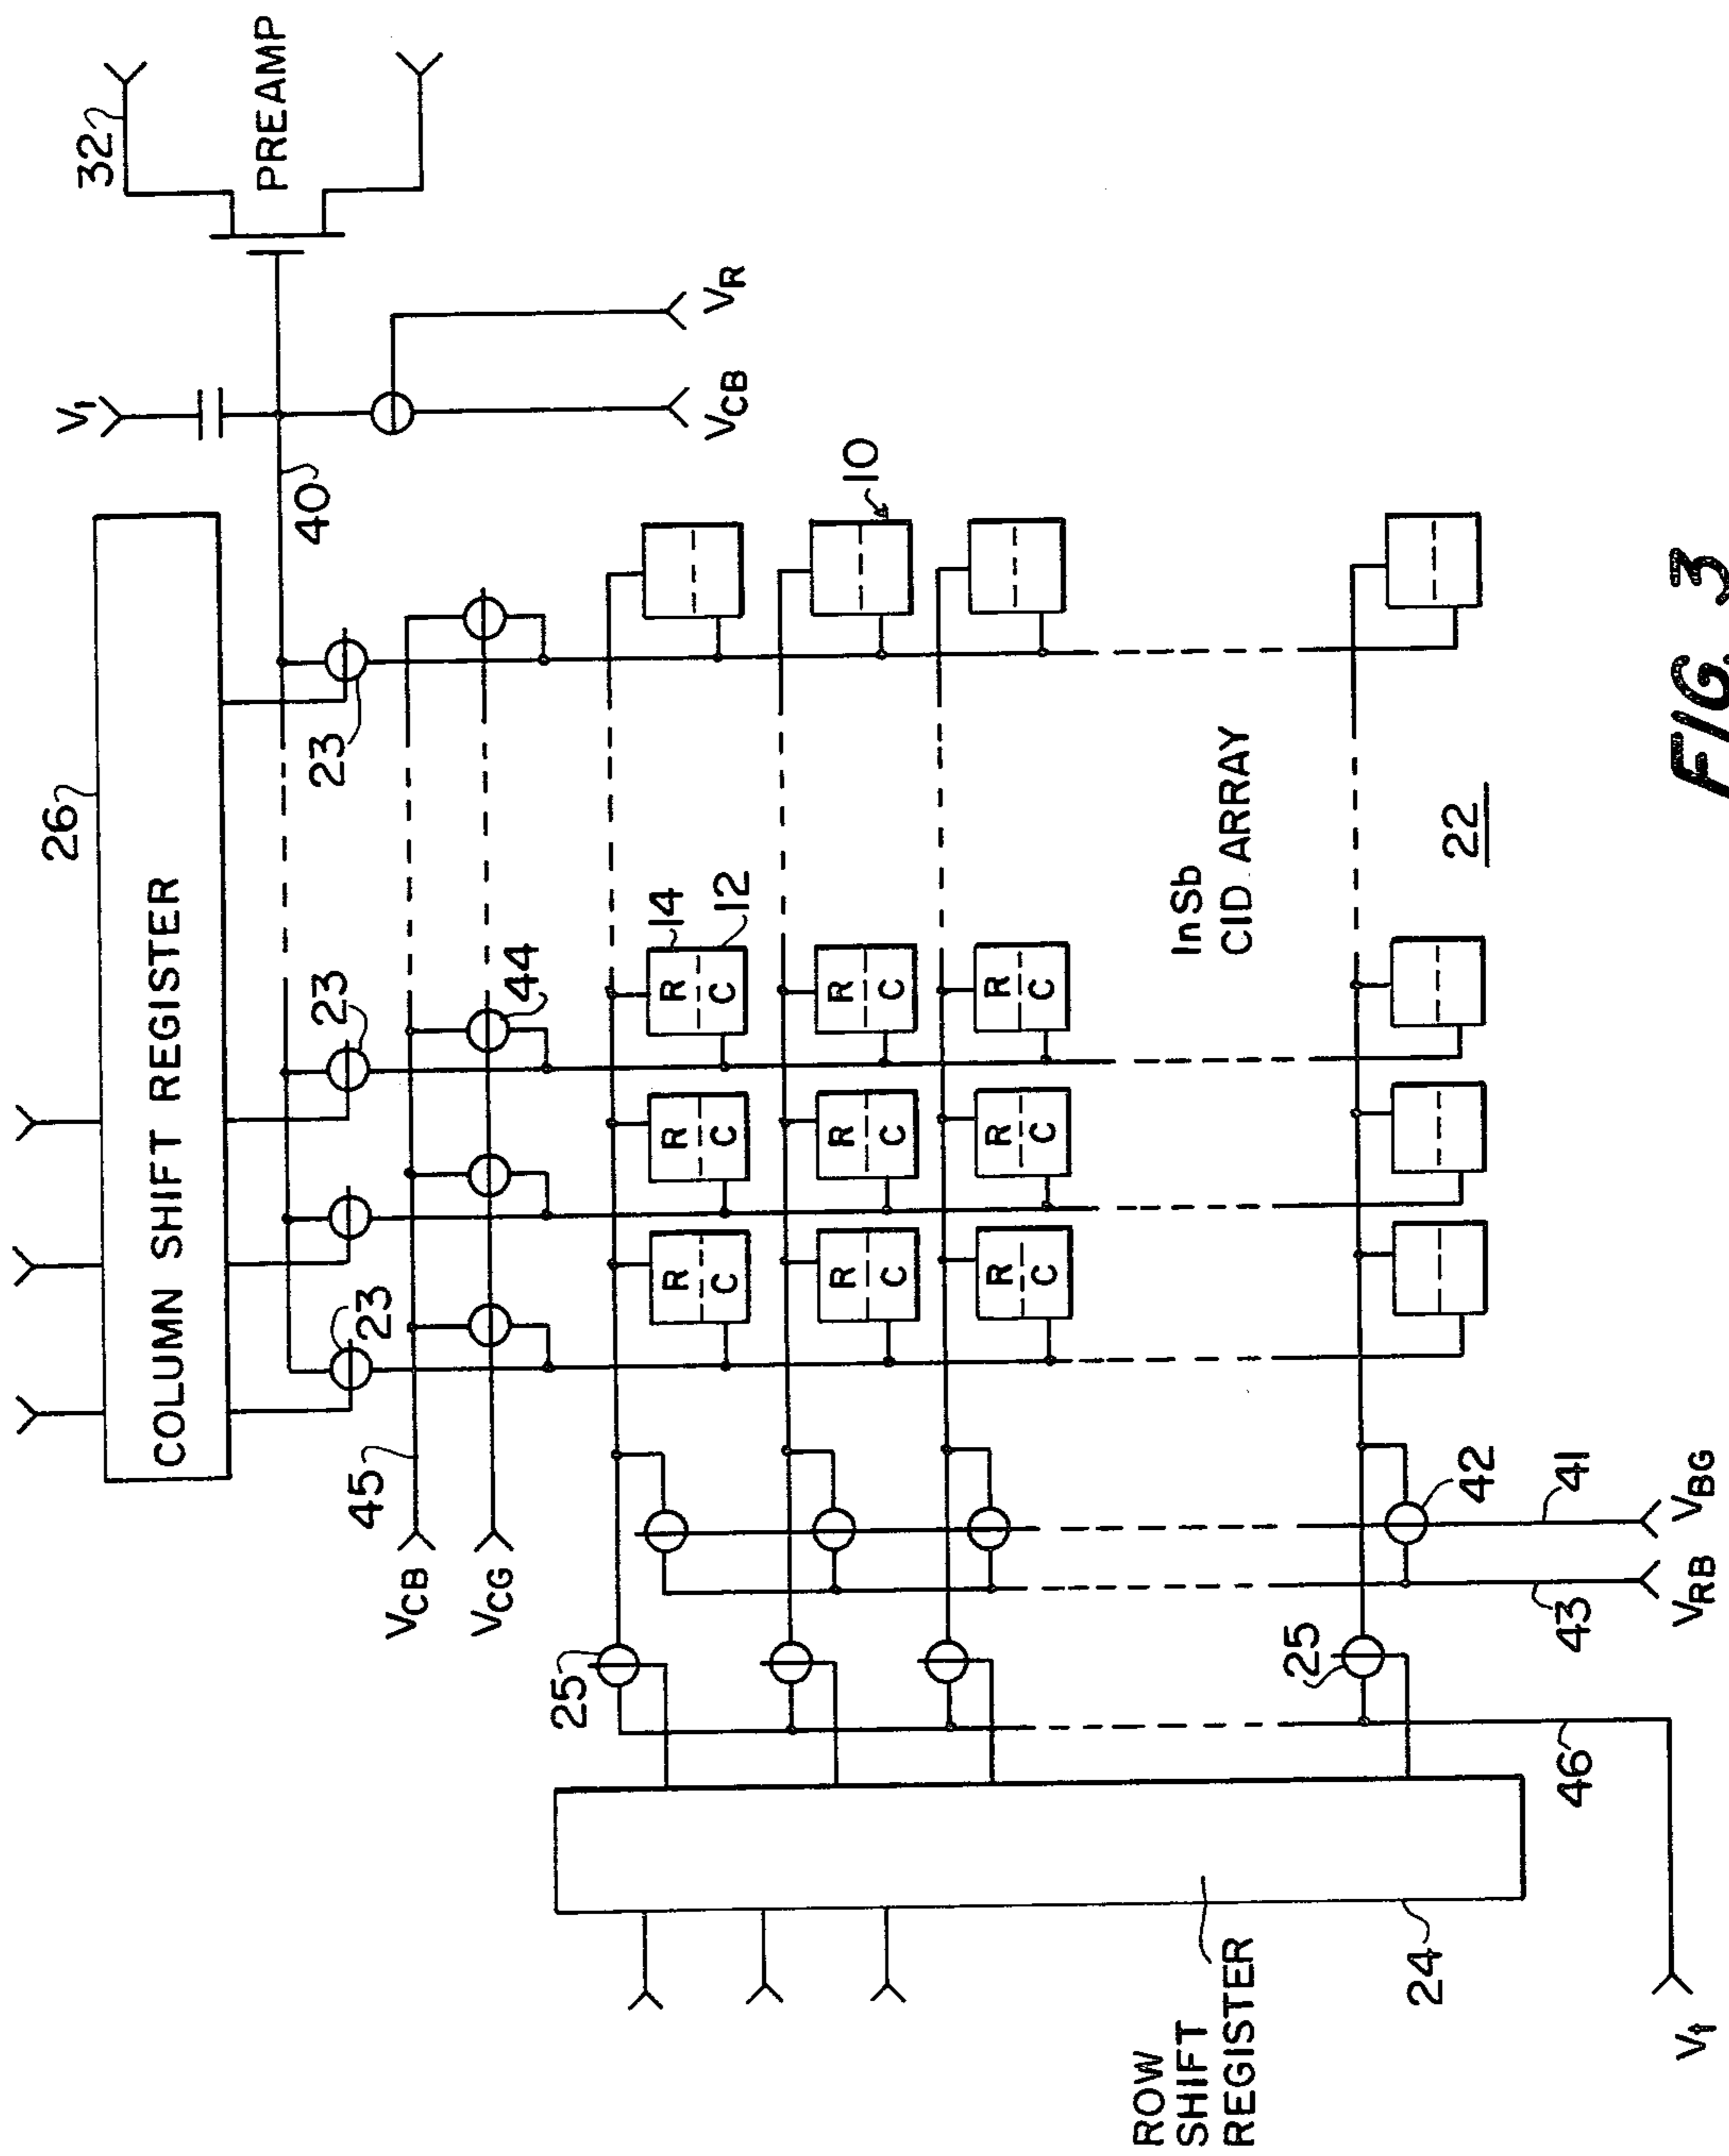 26
V1
32
COLUMN SHIFT REGISTER
PREAMP
40
23
23
23
45
VCB
VCG
44
25
14
R
R
R
C
C
C
12
VR
VCB
10
R
R
R
C
C
C
R
R
R
C
C
C
InSb
CID ARRAY
ROW
SHIFT
REGISTER
25
24
42
22
46
43
41
V1
VRB
VBG
FIG. 3